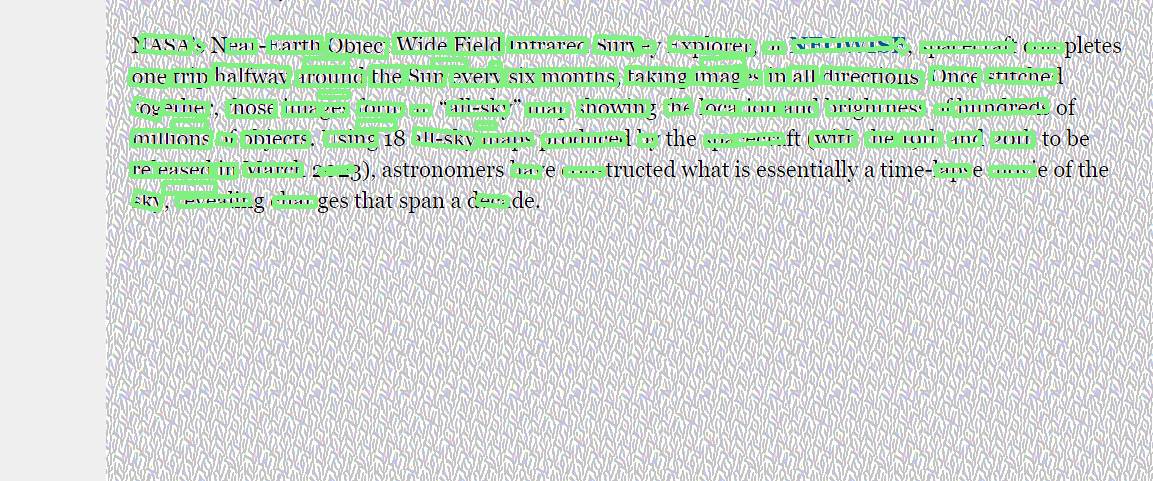 NASA's Near-Earth Object Wide Field Infrared Survey Explorer, or NEOWISE, spacecraft completes
one trip halfway around the Sun every six months, taking images in all directions. Once stitched
together, those images form an “all-sky” map showing the location and brightness of hundreds of
millions of objects. Using 18 all-sky maps produced by the spacecraft (with the 19th and 20th to be
released in March 2023), astronomers have constructed what is essentially a time-lapse movie of the
sky, revealing changes that span a decade.